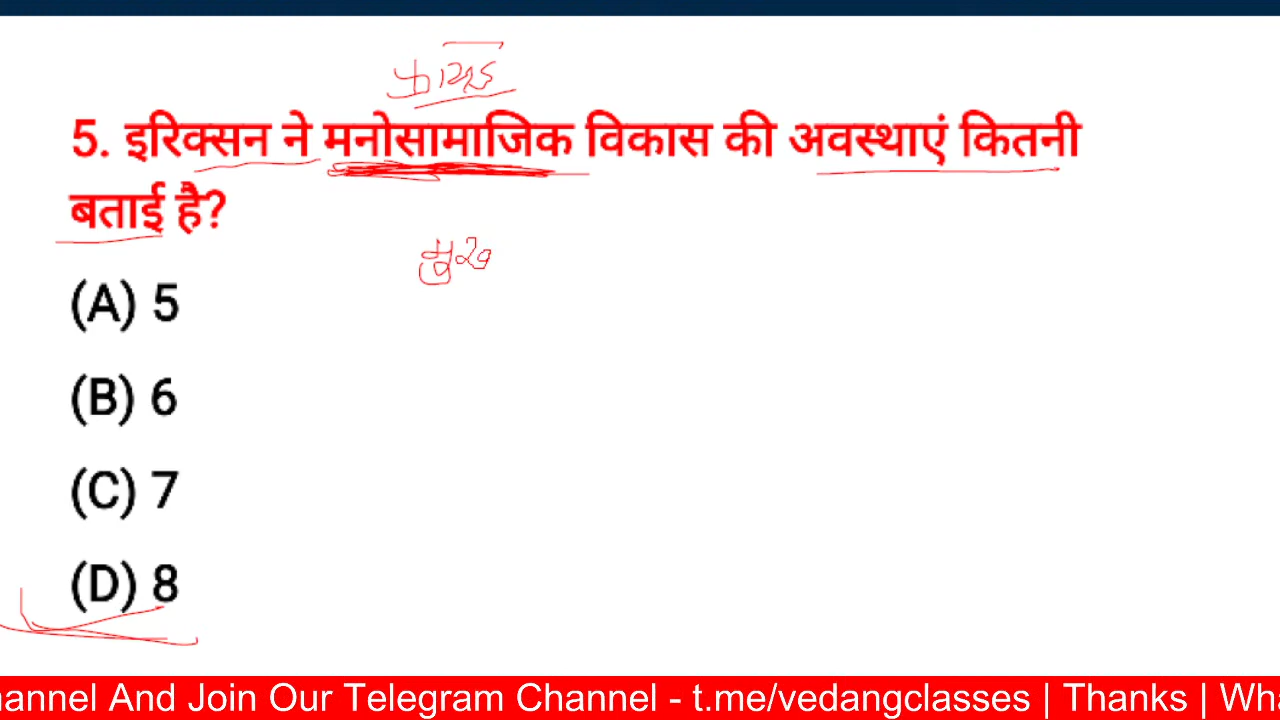 5. इरिक्सन ने मनोसामाजिक विकास की अवस्थाएं कितनी
बताई है?
(A) 5
(B) 6
(C) 7
(D) 8
hannel And Join Our Telegram Channel - t.me/vedangclasses | Thanks | Wha